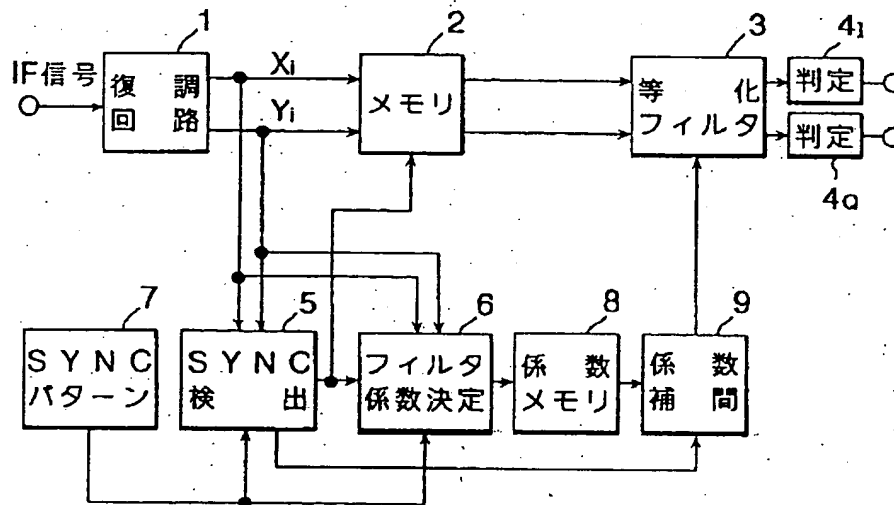 1
2
3
4I
IF信号
復調
回路
Xi
Yi
メモリ
等化
フィルタ
判定
判定
4Q
7
5
6
8
9
SYNC
パターン
SYNC
検出
フィルタ
係数決定
係数
メモリ
係数
補間